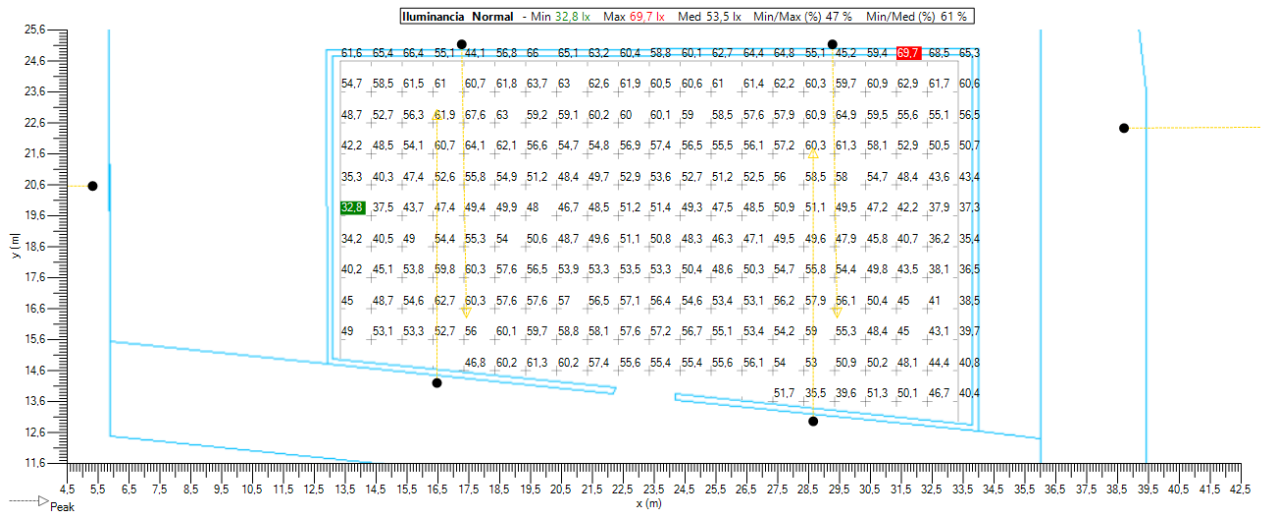 Iluminancia Normal - Min 32,8 lx Max 69,7 lx Med 53,5 lx Min/Max (%) 47 % Min/Med (%) 61 %
25.6
61,6 65,4 66,4 55,1 44,1 56,8 66 65,1 63,2 60,4 58,8 60,1 62,7 64,4 64,8 55,1 45,2 59,4 69,7 68,5 65,3
24.6
54,7 58,5 61,5 61 60,7 61,8 63,7 63 62,6 61,9 60,5 60,6 61 61,4 62,2 60,3 59,7 60,9 62,9 61,7 60,6
23.6
48,7 52,7 56,3 61,9 67,6 63 59,2 59,1 60,2 60 60,1 59 58,5 57,6 57,9 60,9 64,9 59,5 55,6 55,1 56,5
22.6
42,2 48,5 54,1 60,7 64,1 62,1 56,6 54,7 54,8 56,9 57,4 56,5 55,5 56,1 57,2 60,3 61,3 58,1 52,9 50,5 50,7
21.6
35,3 40,3 47,4 52,6 55,8 54,9 51,2 48,4 49,7 52,9 53,6 52,7 51,2 52,5 56 58,5 58 54,7 48,4 43,6 43,4
20.6
32,8 37,5 43,7 47,4 49,4 49,9 48 46,7 48,5 51,2 51,4 49,3 47,5 48,5 50,9 51,1 49,5 47,2 42,2 37,9 37,3
19.6
34,2 40,5 49 54,4 55,3 54 50,6 48,7 49,6 51,1 50,8 48,3 46,3 47,1 49,5 49,6 47,9 45,8 40,7 36,2 35,4
18.6
40,2 45,1 53,8 59,8 60,3 57,6 56,5 53,9 53,3 53,5 53,3 50,4 48,6 50,3 54,7 55,8 54,4 49,8 43,5 38,1 36,5
17.6
45 48,7 54,6 62,7 60,3 57,6 57,6 57 56,5 57,1 56,4 54,6 53,4 53,1 56,2 57,9 56,1 50,4 45 41 38,5
16.6
49 53,1 53,3 52,7 56 60,1 59,7 58,8 58,1 57,6 57,2 56,7 55,1 53,4 54,2 59 55,3 48,4 45 43,1 39,7
15.6
46,8 60,2 61,3 60,2 57,4 55,6 55,4 55,4 55,6 56,1 54 53 50,9 50,2 48,1 44,4 40,8
14.6
51,7 35,5 39,6 51,3 50,1 46,7 40,4
13.6
12.6
11.6
y (m)
4,5 5,5 6,5 7,5 8,5 9,5 10,5 11,5 12,5 13,5 14,5 15,5 16,5 17,5 18,5 19,5 20,5 21,5 22,5 23,5 24,5 25,5 26,5 27,5 28,5 29,5 30,5 31,5 32,5 33,5 34,5 35,5 36,5 37,5 38,5 39,5 40,5 41,5 42,5
x (m)
Peak